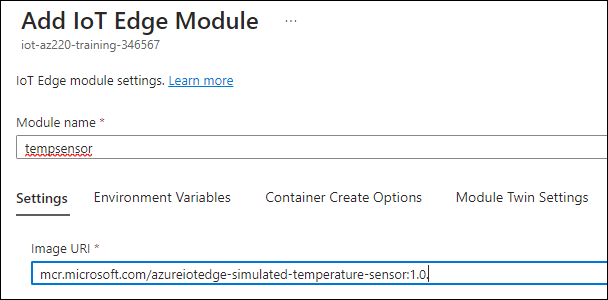 Add IoT Edge Module ...
iot-az220-training-346567
IoT Edge module settings. Learn more
Module name *
tempsensor
Settings Environment Variables Container Create Options Module Twin Settings
Image URI *
mcr.microsoft.com/azureiotedge-simulated-temperature-sensor:1.0.